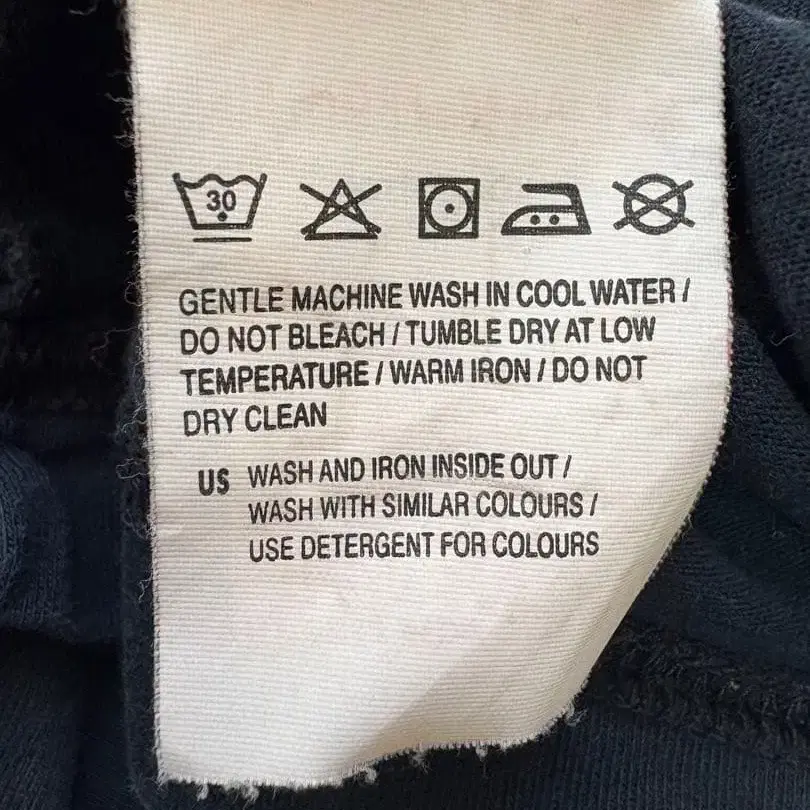 30
GENTLE MACHINE WASH IN COOL WATER /
DO NOT BLEACH / TUMBLE DRY AT LOW
TEMPERATURE / WARM IRON / DO NOT
DRY CLEAN
US WASH AND IRON INSIDE OUT /
WASH WITH SIMILAR COLOURS /
USE DETERGENT FOR COLOURS